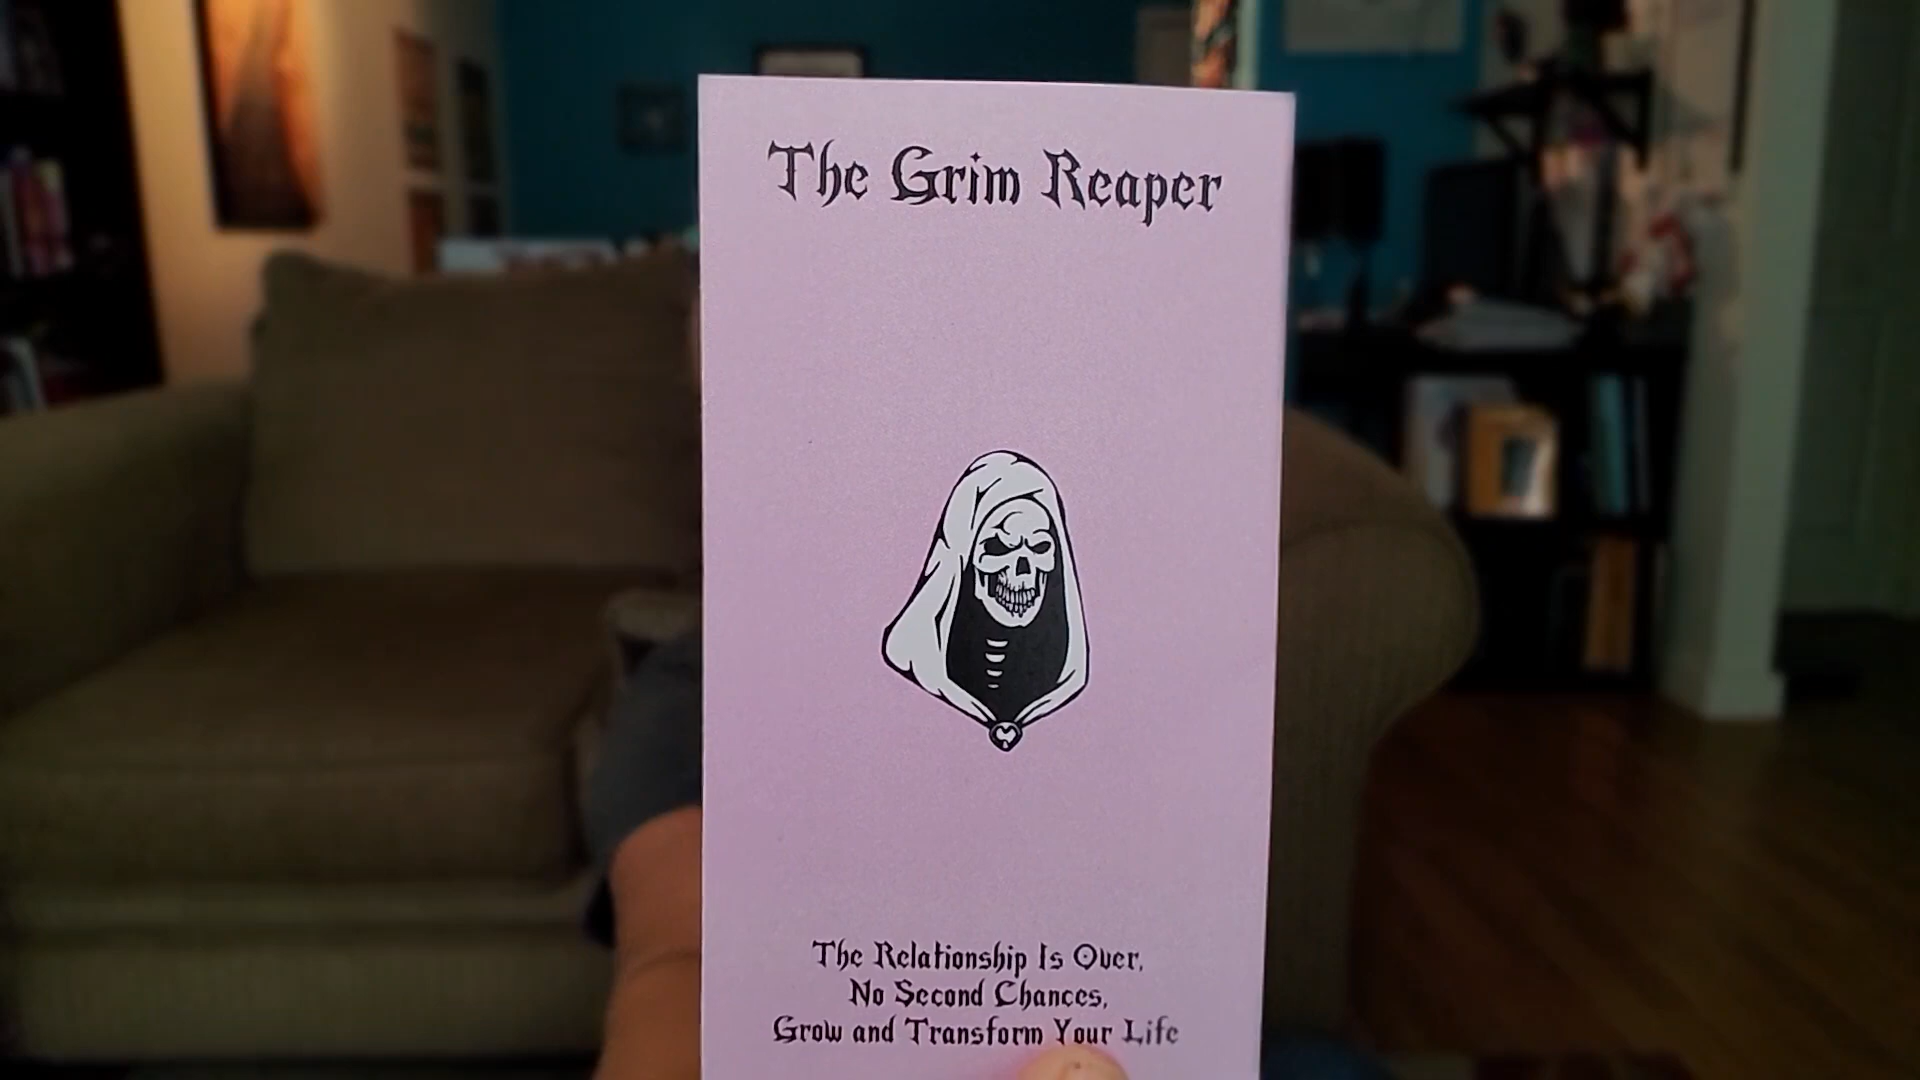 The Grim Reaper
The Relationship Is Over,
No Second Chances,
Grow and Transform Your Life